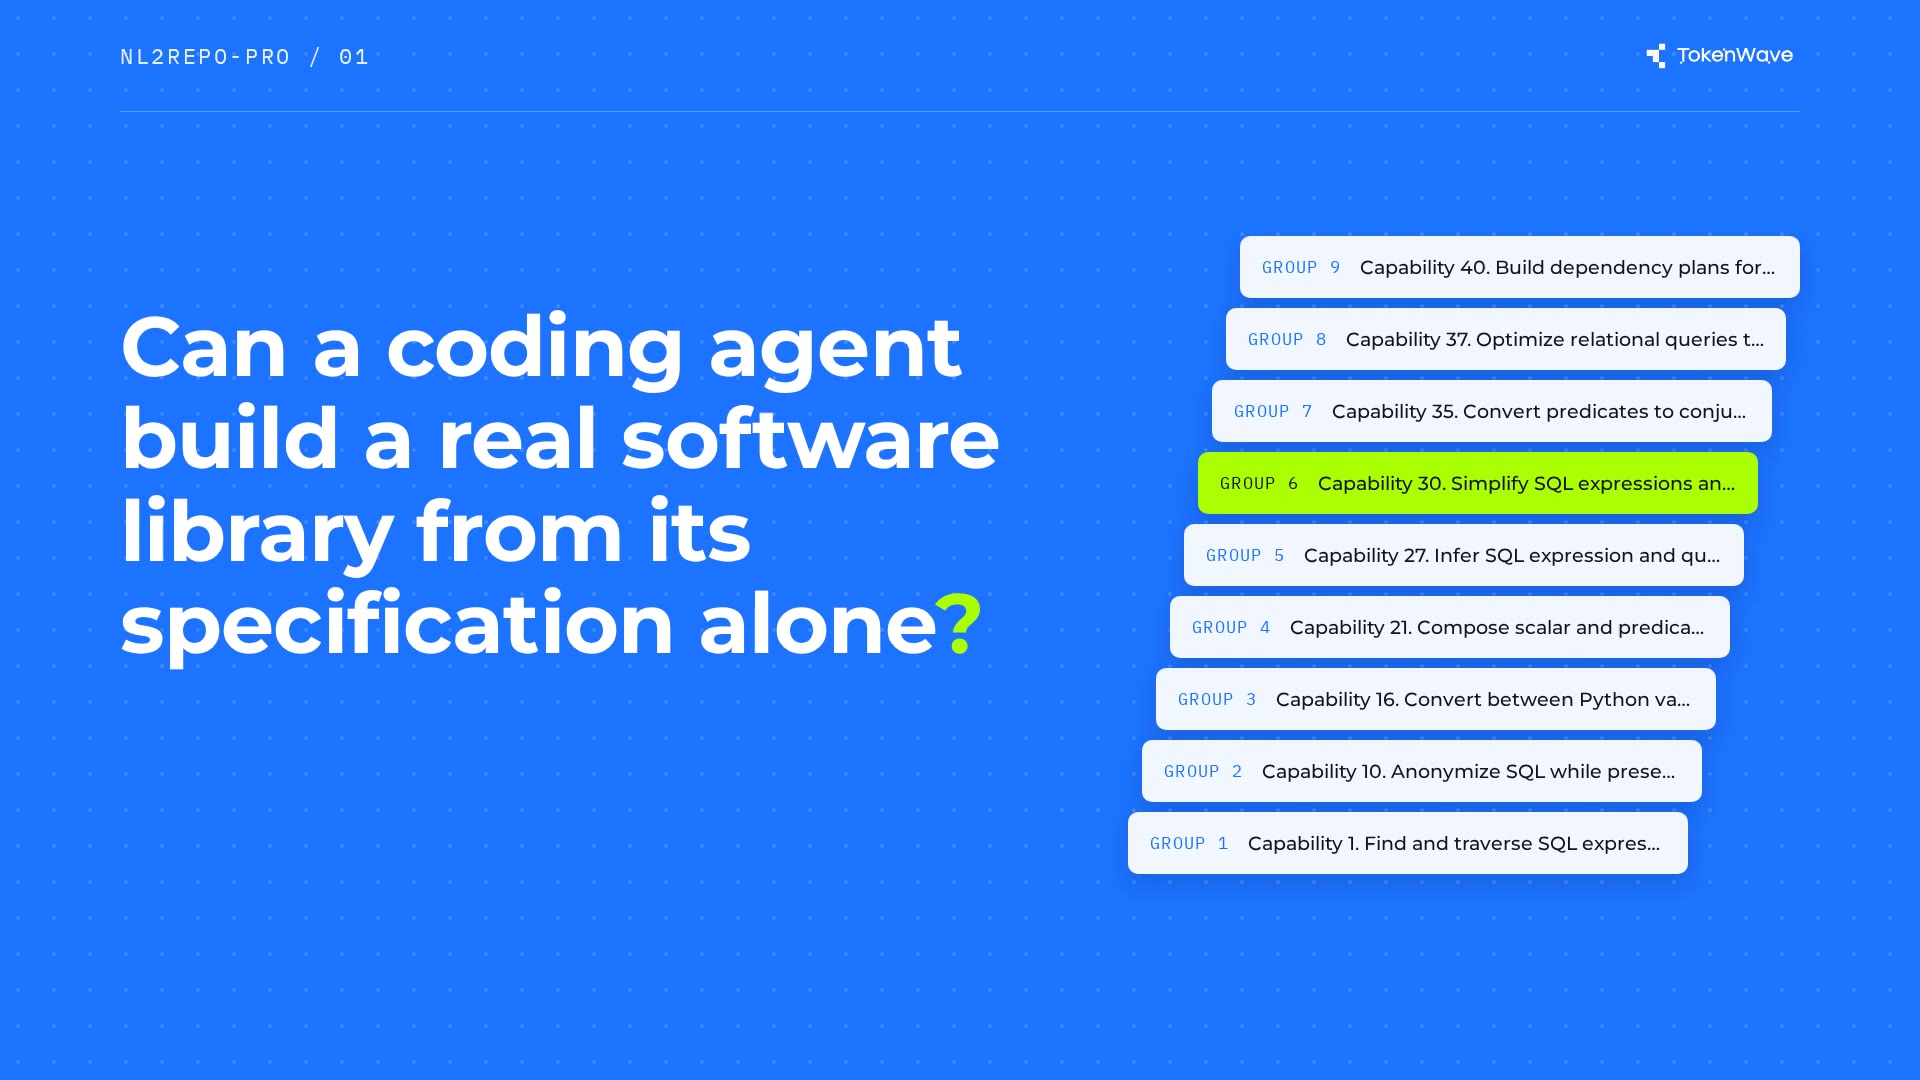 NL2REPO-PRO / 01
TokenWave
Can a coding agent
build a real software
library from its
specification alone?
GROUP 9 Capability 40. Build dependency plans for...
GROUP 8 Capability 37. Optimize relational queries t...
GROUP 7 Capability 35. Convert predicates to conju...
GROUP 6 Capability 30. Simplify SQL expressions an...
GROUP 5 Capability 27. Infer SQL expression and qu...
GROUP 4 Capability 21. Compose scalar and predica...
GROUP 3 Capability 16. Convert between Python va...
GROUP 2 Capability 10. Anonymize SQL while prese...
GROUP 1 Capability 1. Find and traverse SQL expres...